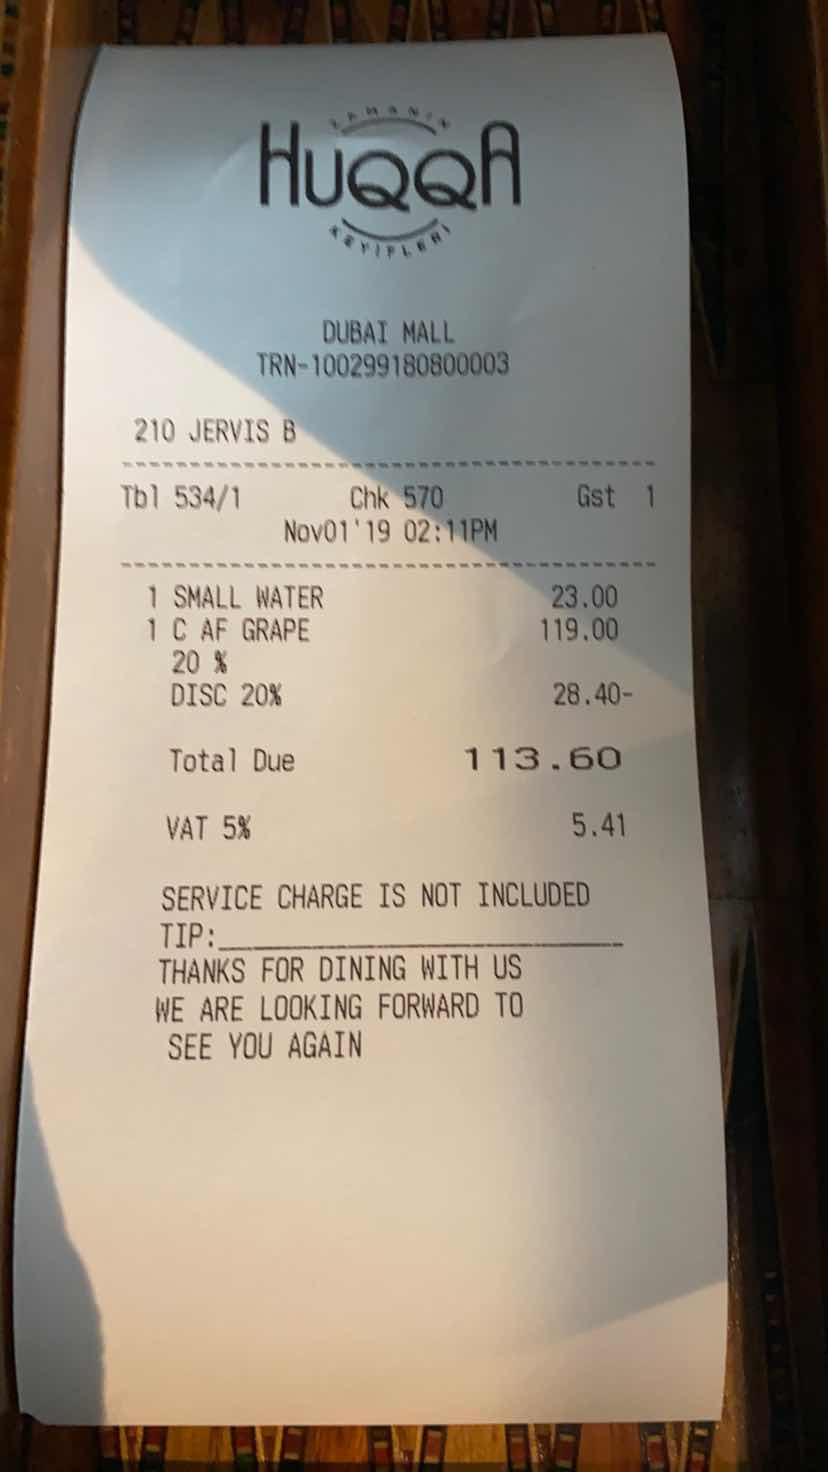 ZAMANIN
HUQQA
KEYİFLERİ
DUBAI MALL
TRN-100299180800003
210 JERVIS B
Tbl 534/1 Chk 570 Gst 1
Nov01'19 02:11PM
1 SMALL WATER 23.00
1 C AF GRAPE 119.00
20 %
DISC 20% 28.40-
Total Due 113.60
VAT 5% 5.41
SERVICE CHARGE IS NOT INCLUDED
TIP:
THANKS FOR DINING WITH US
WE ARE LOOKING FORWARD TO
SEE YOU AGAIN